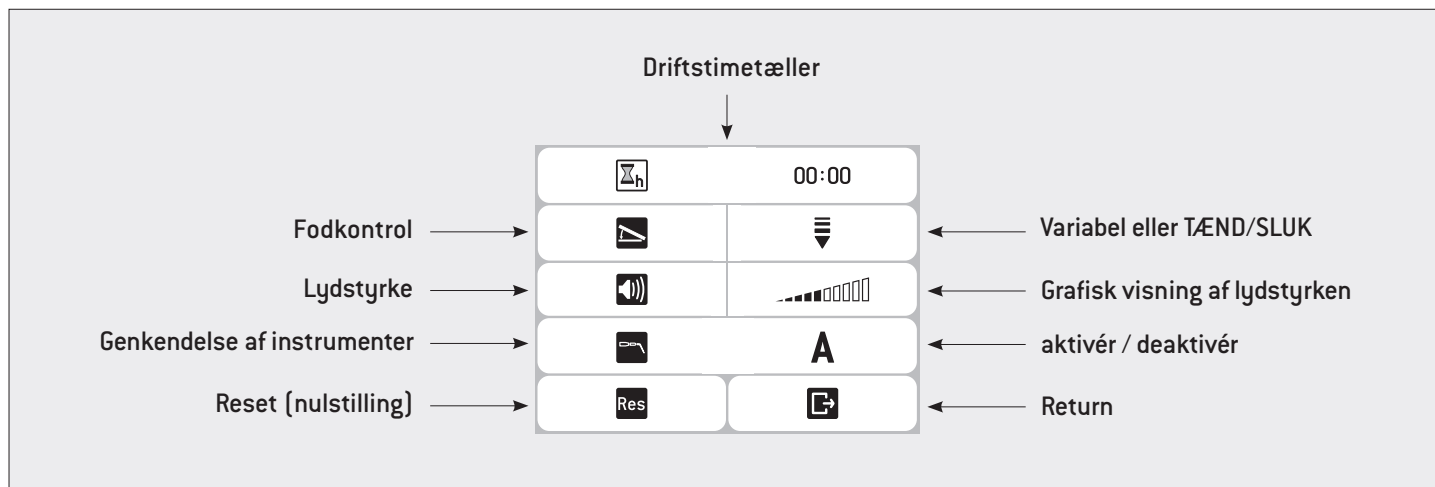 Driftstimetæller
h 00:00
Fodkontrol Variabel eller TÆND/SLUK
Lydstyrke Grafisk visning af lydstyrken
Genkendelse af instrumenter A aktivér / deaktivér
Reset (nulstilling) Res Return